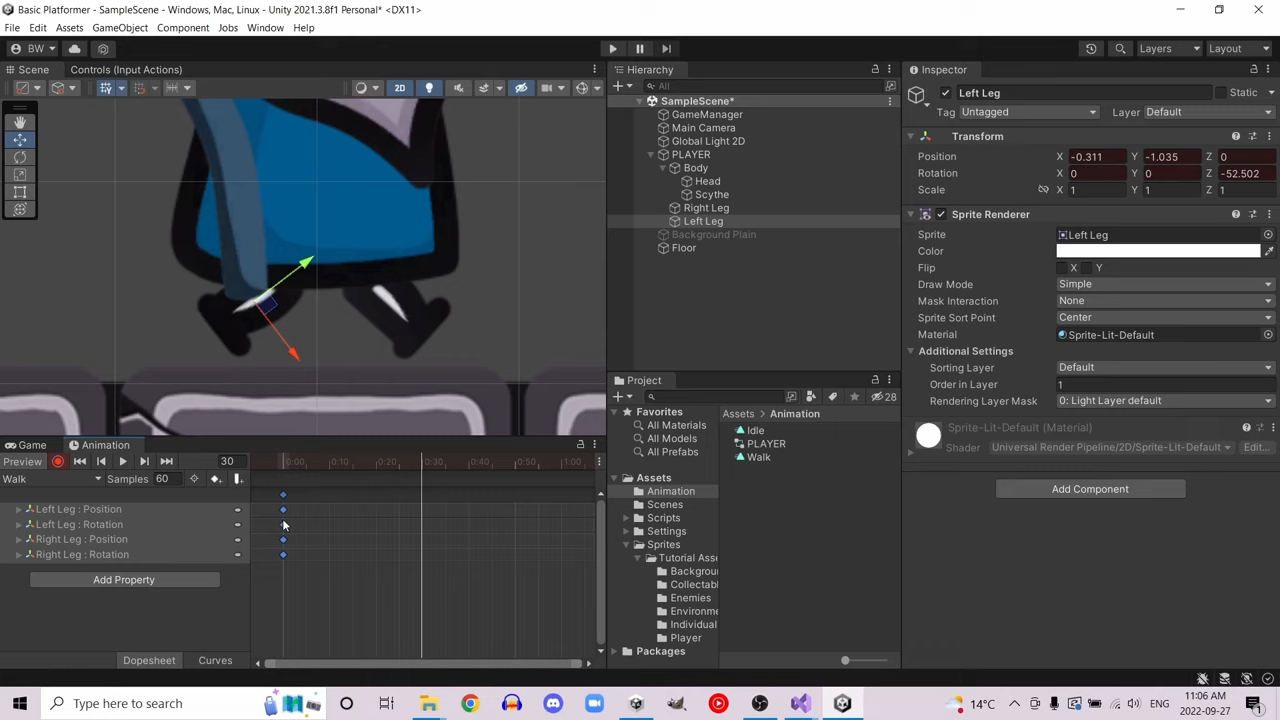 Basic Platformer - SampleScene - Windows, Mac, Linux - Unity 2021.3.8f1 Personal* <DX11>
File Edit Assets GameObject Component Jobs Window Help
BW Layers Layout
Scene Controls (Input Actions)
2D
Hierarchy
All
SampleScene*
GameManager
Main Camera
Global Light 2D
PLAYER
Body
Head
Scythe
Right Leg
Left Leg
Background Plain
Floor
Inspector
Left Leg Static
Tag Untagged Layer Default
Transform
Position X -0.311 Y -1.035 Z 0
Rotation X 0 Y 0 Z -52.502
Scale X 1 Y 1 Z 1
Sprite Renderer
Sprite Left Leg
Color
Flip X Y
Draw Mode Simple
Mask Interaction None
Sprite Sort Point Center
Material Sprite-Lit-Default
Additional Settings
Sorting Layer Default
Order in Layer 1
Rendering Layer Mask 0: Light Layer default
Sprite-Lit-Default (Material)
Shader Universal Render Pipeline/2D/Sprite-Lit-Default Edit...
Add Component
Game Animation
Preview 30 0:00 0:10 0:20 0:30 0:40 0:50 1:00
Walk Samples 60
Left Leg : Position
Left Leg : Rotation
Right Leg : Position
Right Leg : Rotation
Add Property
Dopesheet Curves
Project
28
Favorites
All Materials
All Models
All Prefabs
Assets
Animation
Scenes
Scripts
Settings
Sprites
Tutorial Asse
Backgroun
Collectabl
Enemies
Environme
Individual
Player
Packages
Assets > Animation
Idle
PLAYER
Walk
Type here to search
14°C
ENG
11:06 AM
2022-09-27